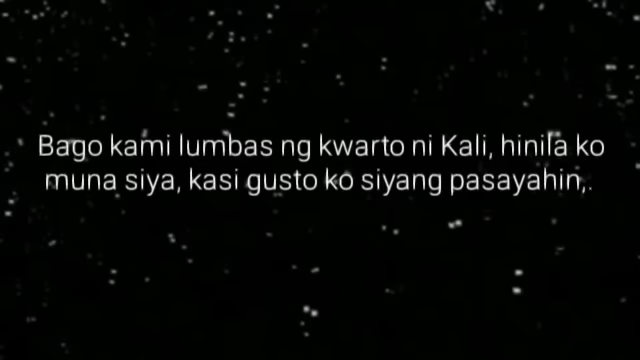 Bago kami lumbas ng kwarto ni Kali, hinila ko
muna siya, kasi gusto ko siyang pasayahin,.